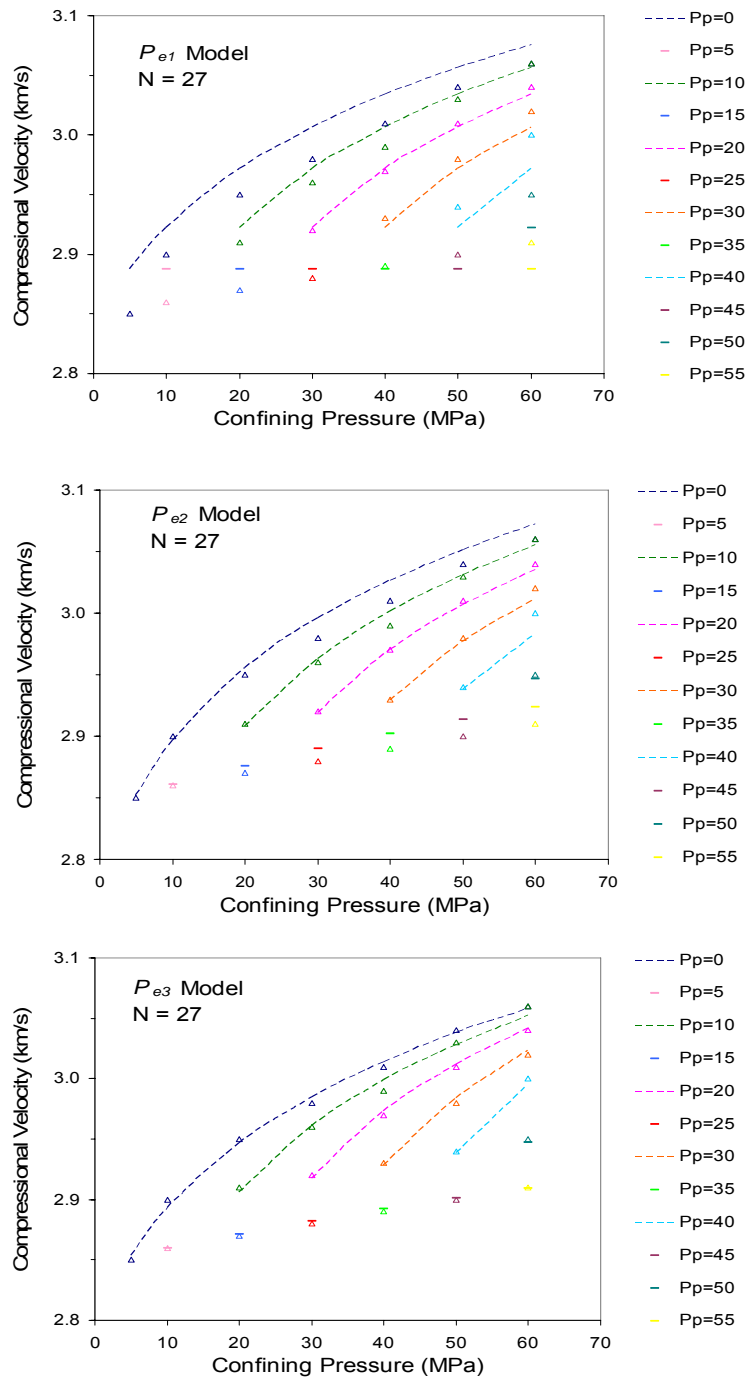 3.1
3.0
2.9
2.8
Compressional Velocity (km/s)
Pe1 Model
N = 27
0 10 20 30 40 50 60 70
Confining Pressure (MPa)
Pp=0
Pp=5
Pp=10
Pp=15
Pp=20
Pp=25
Pp=30
Pp=35
Pp=40
Pp=45
Pp=50
Pp=55
3.1
3.0
2.9
2.8
Compressional Velocity (km/s)
Pe2 Model
N = 27
0 10 20 30 40 50 60 70
Confining Pressure (MPa)
Pp=0
Pp=5
Pp=10
Pp=15
Pp=20
Pp=25
Pp=30
Pp=35
Pp=40
Pp=45
Pp=50
Pp=55
3.1
3.0
2.9
2.8
Compressional Velocity (km/s)
Pe3 Model
N = 27
0 10 20 30 40 50 60 70
Confining Pressure (MPa)
Pp=0
Pp=5
Pp=10
Pp=15
Pp=20
Pp=25
Pp=30
Pp=35
Pp=40
Pp=45
Pp=50
Pp=55